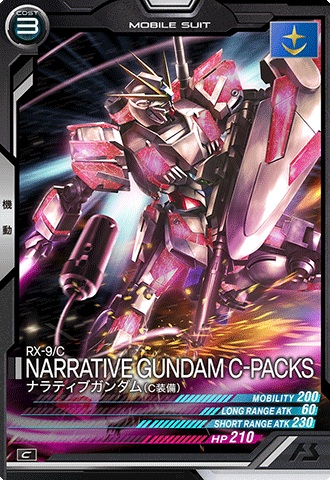 COST
3
MOBILE SUIT
機動
RX-9/C
NARRATIVE GUNDAM C-PACKS
ナラティブガンダム(C装備)
MOBILITY 200
LONG RANGE ATK 60
SHORT RANGE ATK 230
HP 210
C